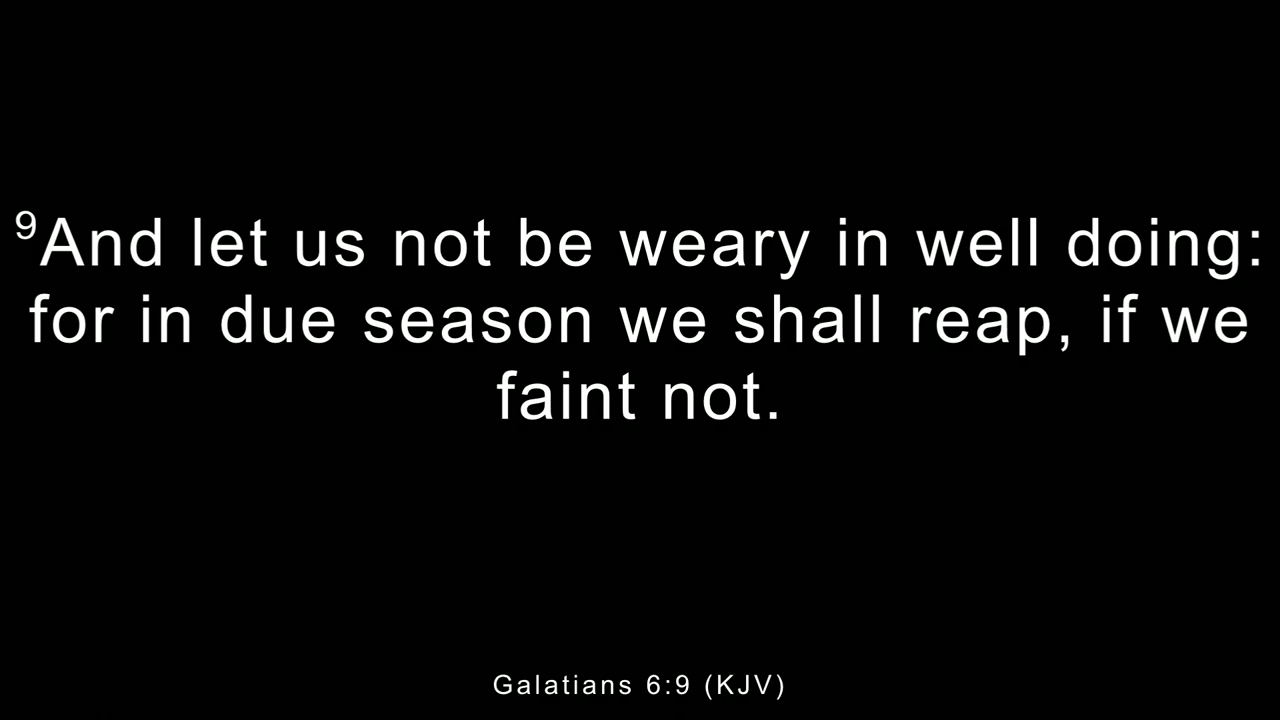 ⁹And let us not be weary in well doing:
for in due season we shall reap, if we
faint not.
Galatians 6:9 (KJV)